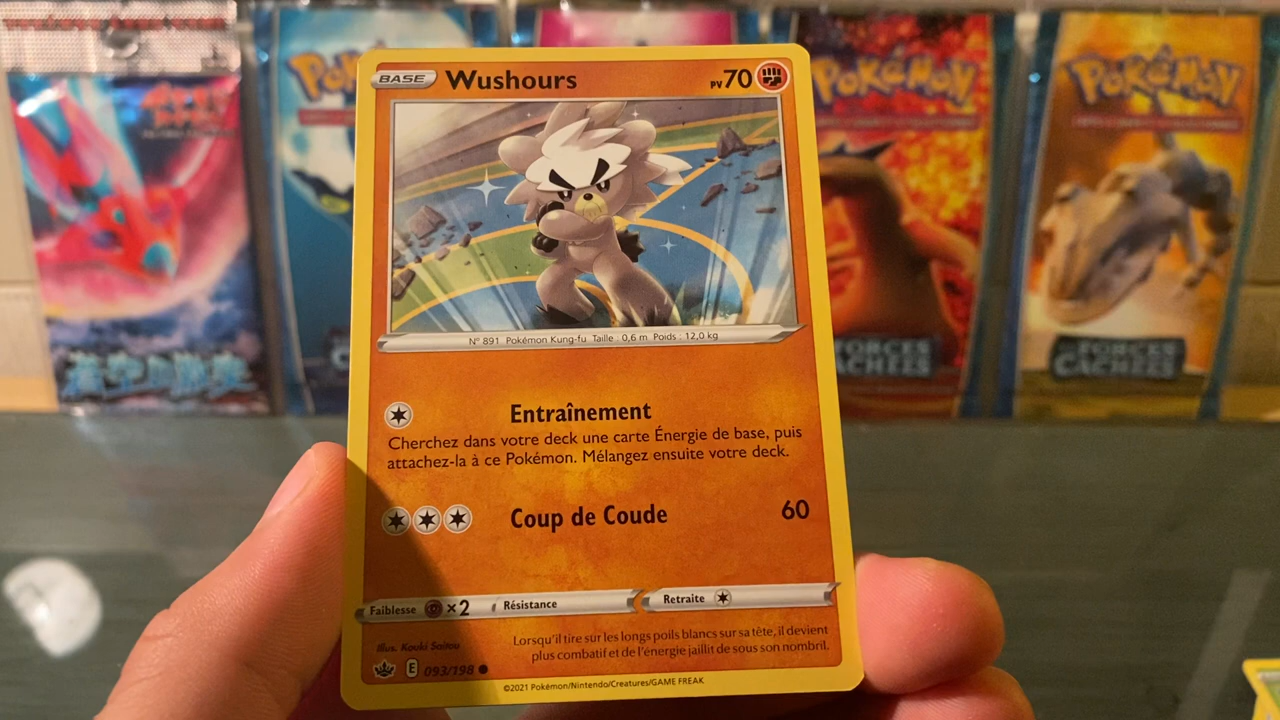 BASE Wushours PV70
N° 891 Pokémon Kung-fu Taille : 0,6 m Poids : 12,0 kg
Entraînement
Cherchez dans votre deck une carte Énergie de base, puis
attachez-la à ce Pokémon. Mélangez ensuite votre deck.
Coup de Coude 60
Faiblesse ×2 Résistance Retraite
Illus. Kouki Saitou
Lorsqu'il tire sur les longs poils blancs sur sa tête, il devient
plus combatif et de l'énergie jaillit de sous son nombril.
E 093/198
©2021 Pokémon/Nintendo/Creatures/GAME FREAK
POKÉMON
FORCES
CACHÉES
POKÉMON
FORCES
CACHÉES